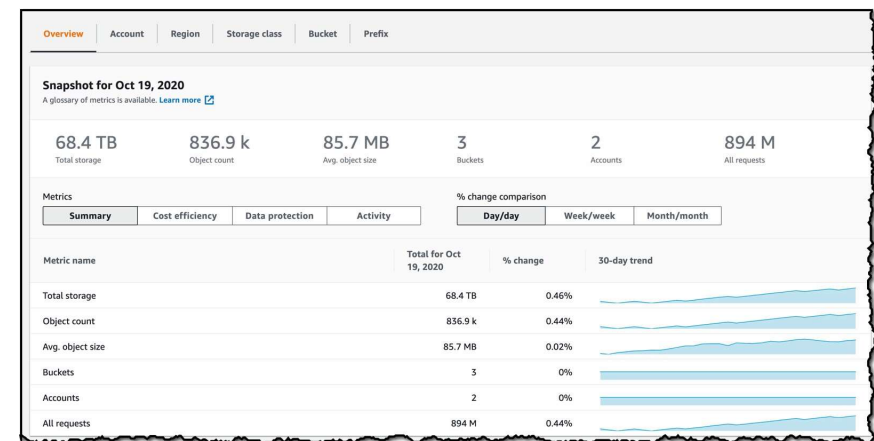 Overview Account Region Storage class Bucket Prefix
Snapshot for Oct 19, 2020
A glossary of metrics is available. Learn more
68.4 TB 836.9 k 85.7 MB 3 2 894 M
Total storage Object count Avg. object size Buckets Accounts All requests
Metrics % change comparison
Summary Cost efficiency Data protection Activity Day/day Week/week Month/month
Metric name Total for Oct 19, 2020 % change 30-day trend
Total storage 68.4 TB 0.46%
Object count 836.9 k 0.44%
Avg. object size 85.7 MB 0.02%
Buckets 3 0%
Accounts 2 0%
All requests 894 M 0.44%